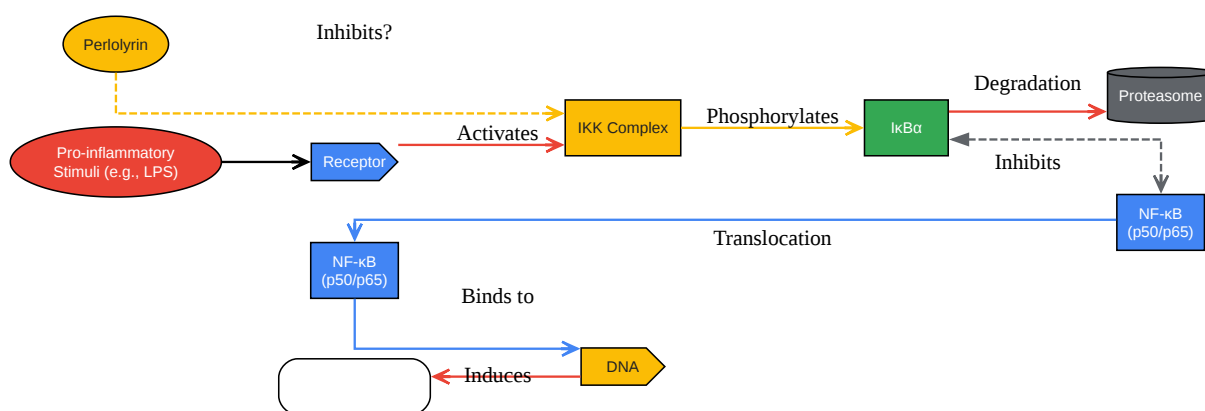 Inhibits?
Perlolyrin
Degradation
Proteasome
Phosphorylates
IKK Complex
IκBα
Activates
Pro-inflammatory
Stimuli (e.g., LPS)
Receptor
Inhibits
NF-κB
(p50/p65)
Translocation
NF-κB
(p50/p65)
Binds to
DNA
Induces